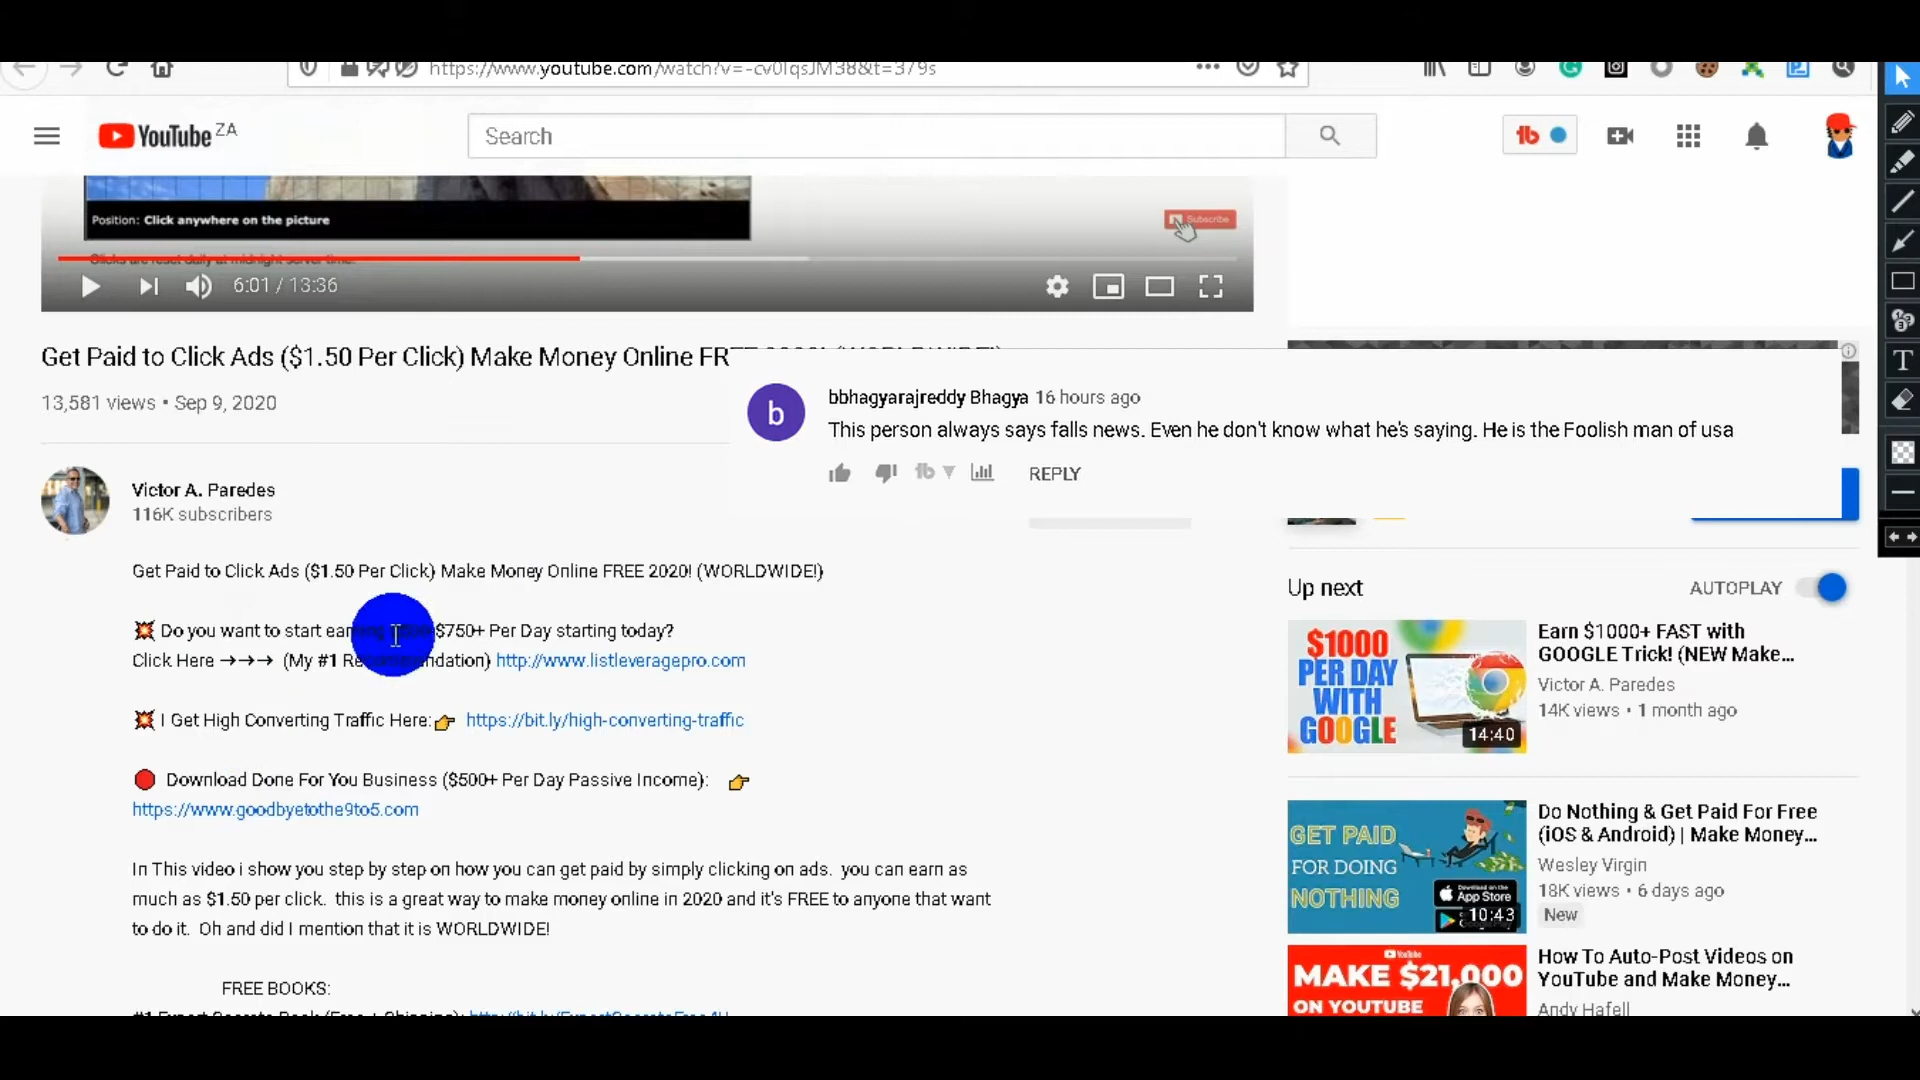 https://www.youtube.com/watch?v=-cv0IqsJM38&t=379s
YouTube ZA
Search
Position: Click anywhere on the picture
Subscribe
Clicks are reset daily at midnight server time.
6:01 / 13:36
Get Paid to Click Ads ($1.50 Per Click) Make Money Online FREE 2020! (WORLDWIDE!)
13,581 views • Sep 9, 2020
b
bbhagyarajreddy Bhagya 16 hours ago
This person always says falls news. Even he don't know what he's saying. He is the Foolish man of usa
REPLY
Victor A. Paredes
116K subscribers
Get Paid to Click Ads ($1.50 Per Click) Make Money Online FREE 2020! (WORLDWIDE!)
💥 Do you want to start earning $750+ Per Day starting today?
Click Here →→→ (My #1 Recommendation) http://www.listleveragepro.com
💥 I Get High Converting Traffic Here:👉 https://bit.ly/high-converting-traffic
🛑 Download Done For You Business ($500+ Per Day Passive Income): 👉
https://www.goodbyetothe9to5.com
In This video i show you step by step on how you can get paid by simply clicking on ads. you can earn as
much as $1.50 per click. this is a great way to make money online in 2020 and it's FREE to anyone that want
to do it. Oh and did I mention that it is WORLDWIDE!
FREE BOOKS:
#1 Expert Secrets Book (Free + Shipping):
Up next
AUTOPLAY
$1000
PER DAY
WITH
GOOGLE
14:40
Earn $1000+ FAST with
GOOGLE Trick! (NEW Make...
Victor A. Paredes
14K views • 1 month ago
GET PAID
FOR DOING
NOTHING
Download on the
App Store
10:43
Do Nothing & Get Paid For Free
(iOS & Android) | Make Money...
Wesley Virgin
18K views • 6 days ago
New
YouTube
MAKE $21,000
ON YOUTUBE
How To Auto-Post Videos on
YouTube and Make Money...
Andy Hafell